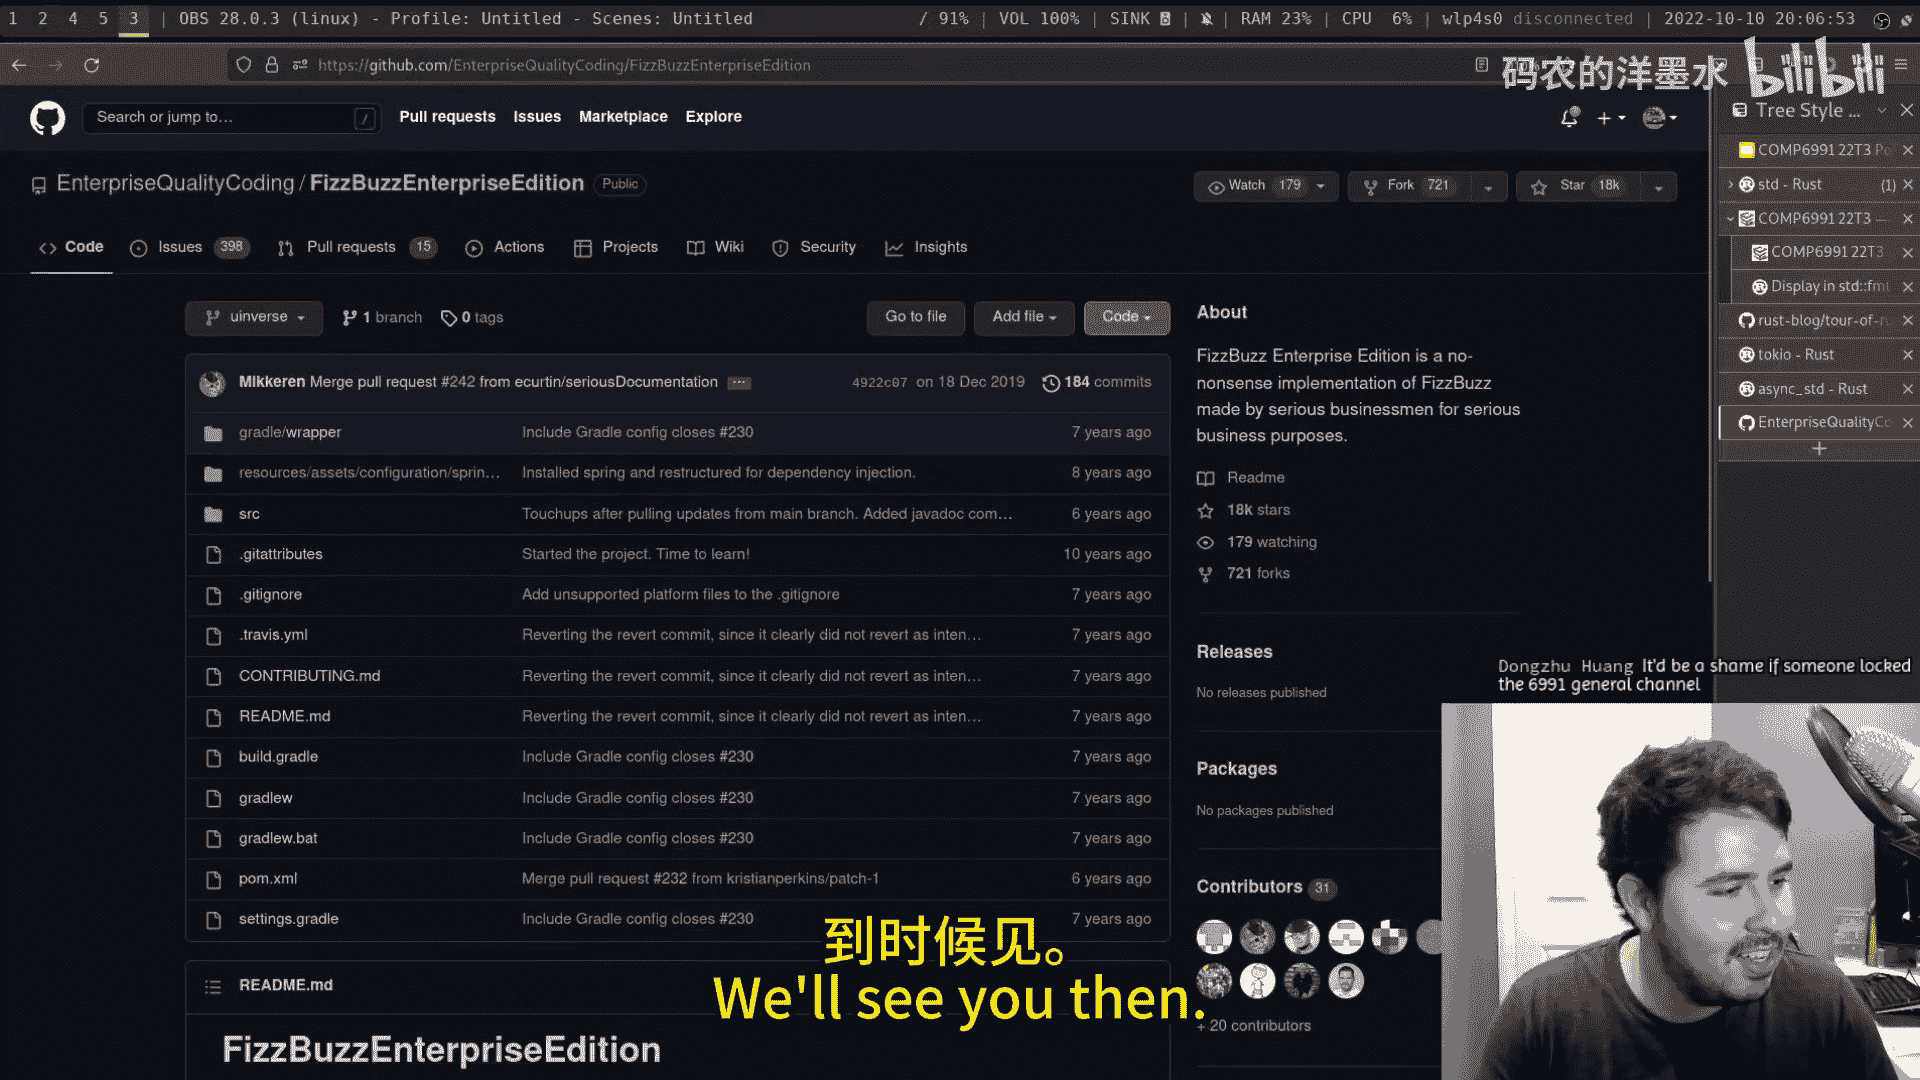 1 2 4 5 3 | OBS 28.0.3 (linux) - Profile: Untitled - Scenes: Untitled
/ 91% | VOL 100% | SINK | | RAM 23% | CPU 6% | wlp4s0 disconnected | 2022-10-10 20:06:53
https://github.com/EnterpriseQualityCoding/FizzBuzzEnterpriseEdition
码农的洋墨水 bilibili
Search or jump to… /
Pull requests Issues Marketplace Explore
Tree Style ...
EnterpriseQualityCoding / FizzBuzzEnterpriseEdition Public
Watch 179
Fork 721
Star 18k
Code
Issues 398
Pull requests 15
Actions
Projects
Wiki
Security
Insights
uinverse
1 branch
0 tags
Go to file
Add file
Code
Mikkeren Merge pull request #242 from ecurtin/seriousDocumentation ... 4922c07 on 18 Dec 2019 184 commits
gradle/wrapper Include Gradle config closes #230 7 years ago
resources/assets/configuration/sprin... Installed spring and restructured for dependency injection. 8 years ago
src Touchups after pulling updates from main branch. Added javadoc com... 6 years ago
.gitattributes Started the project. Time to learn! 10 years ago
.gitignore Add unsupported platform files to the .gitignore 7 years ago
.travis.yml Reverting the revert commit, since it clearly did not revert as inten... 7 years ago
CONTRIBUTING.md Reverting the revert commit, since it clearly did not revert as inten... 7 years ago
README.md Reverting the revert commit, since it clearly did not revert as inten... 7 years ago
build.gradle Include Gradle config closes #230 7 years ago
gradlew Include Gradle config closes #230 7 years ago
gradlew.bat Include Gradle config closes #230 7 years ago
pom.xml Merge pull request #232 from kristianperkins/patch-1 6 years ago
settings.gradle Include Gradle config closes #230 7 years ago
README.md
FizzBuzzEnterpriseEdition
About
FizzBuzz Enterprise Edition is a no-
nonsense implementation of FizzBuzz
made by serious businessmen for serious
business purposes.
Readme
18k stars
179 watching
721 forks
Releases
No releases published
Packages
No packages published
Contributors 31
+ 20 contributors
COMP6991 22T3 Po
std - Rust (1)
COMP6991 22T3 —
COMP6991 22T3
Display in std::fmt
rust-blog/tour-of-ru
tokio - Rust
async_std - Rust
EnterpriseQualityCo
Dongzhu Huang It'd be a shame if someone locked
the 6991 general channel
到时候见。
We'll see you then.